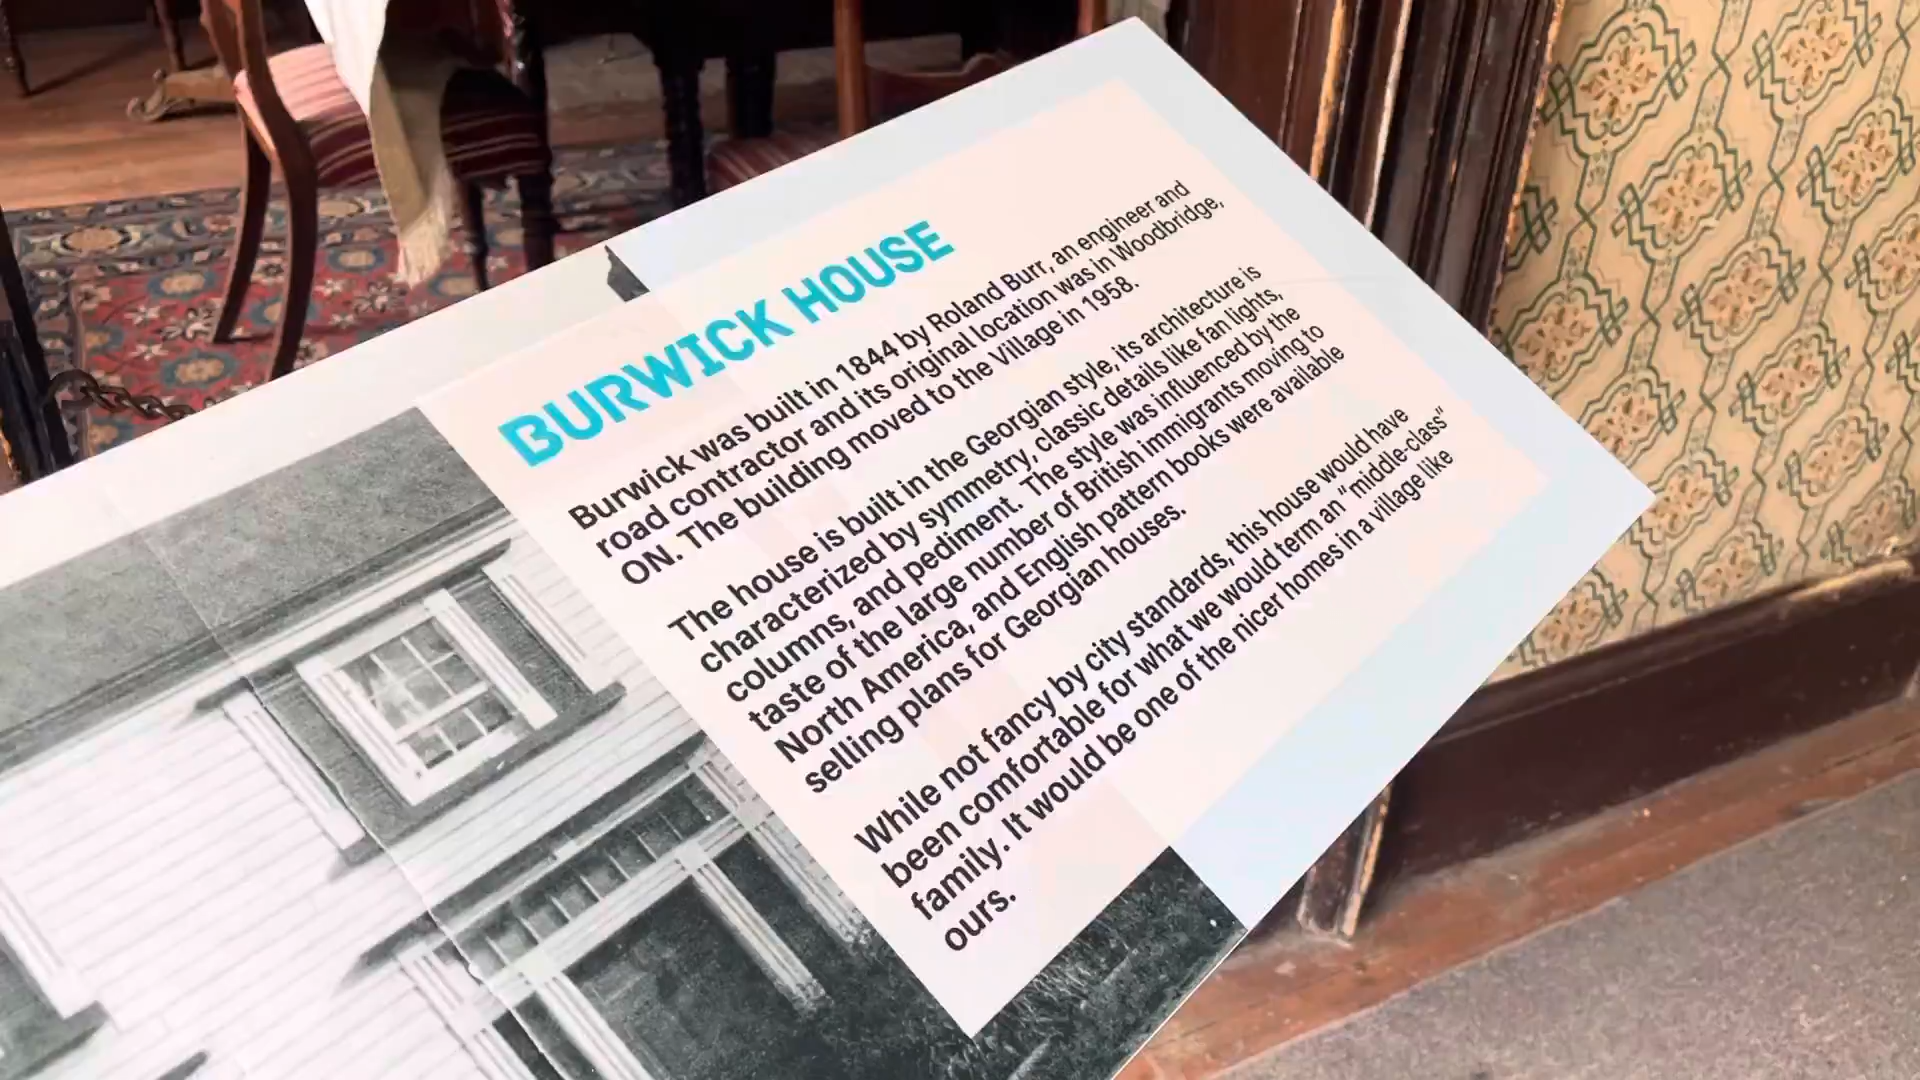 BURWICK HOUSE
Burwick was built in 1844 by Roland Burr, an engineer and
road contractor and its original location was in Woodbridge,
ON. The building moved to the Village in 1958.
The house is built in the Georgian style, its architecture is
characterized by symmetry, classic details like fan lights,
columns, and pediment. The style was influenced by the
taste of the large number of British immigrants moving to
North America, and English pattern books were available
selling plans for Georgian houses.
While not fancy by city standards, this house would have
been comfortable for what we would term an "middle-class"
family. It would be one of the nicer homes in a village like
ours.